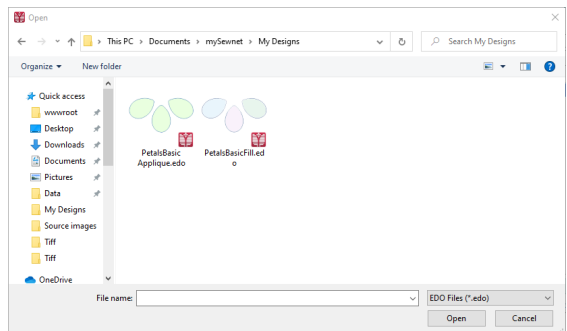 Open
This PC > Documents > mySewnet > My Designs
Search My Designs
Organize
New folder
Quick access
wwwroot
Desktop
Downloads
Documents
Pictures
Data
My Designs
Source images
Tiff
Tiff
OneDrive
PetalsBasic
Applique.edo
PetalsBasicFill.ed
o
File name:
EDO Files (*.edo)
Open
Cancel